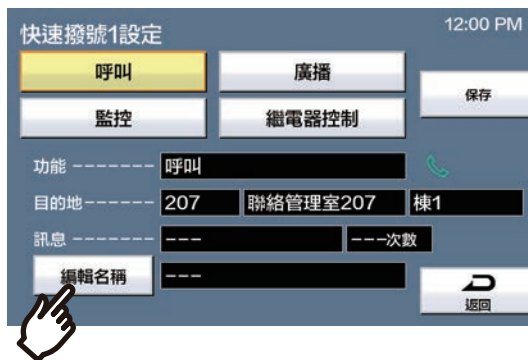 快速撥號1設定 12:00 PM
呼叫 廣播
保存
監控 繼電器控制
功能 ------- 呼叫
目的地------ 207 聯絡管理室207 棟1
訊息 ------- --- ---次數
編輯名稱 ---
返回